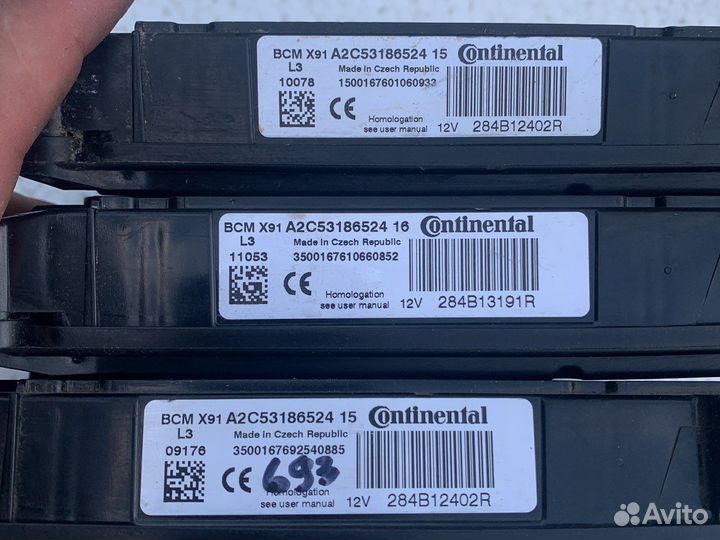 BCM X91 A2C53186524 15 Continental
L3 Made in Czech Republic
10078 1500167601060933
CE Homologation
see user manual 12V 284B12402R
BCM X91 A2C53186524 16 Continental
L3 Made in Czech Republic
11053 3500167610660852
CE Homologation
see user manual 12V 284B13191R
BCM X91 A2C53186524 15 Continental
L3 Made in Czech Republic
09176 3500167692540885
CE 693
Homologation
see user manual 12V 284B12402R
Avito